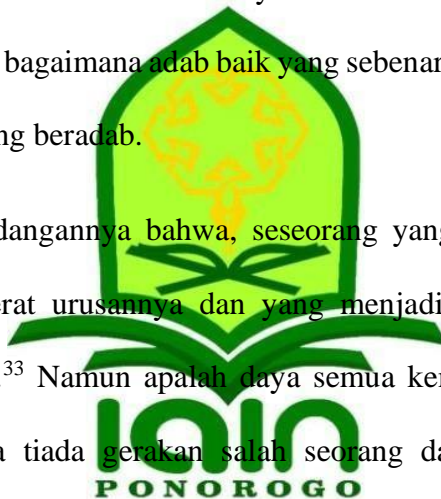 bagaimana adab baik yang sebenar
ng beradab.
dangannya bahwa, seseorang yang
erat urusannya dan yang menjadi
.³³ Namun apalah daya semua ker
a tiada gerakan salah seorang da
iain
PONOROGO